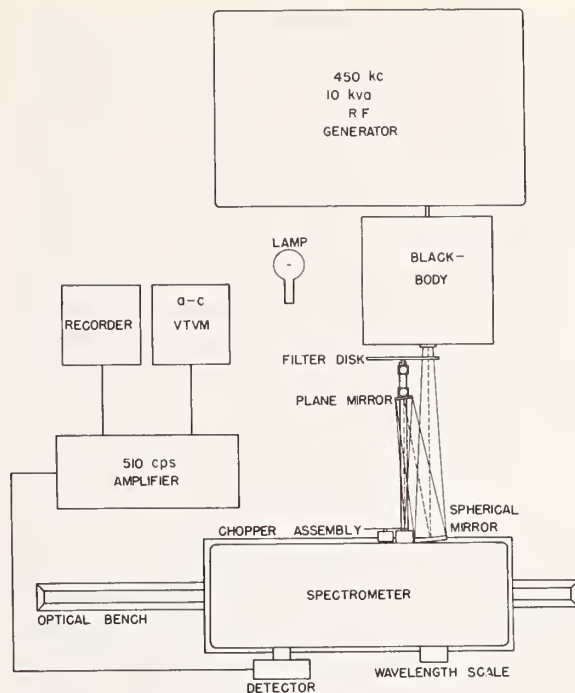 450 kc
10 kva
R F
GENERATOR
LAMP
BLACK-
BODY
a-c
VTVM
RECORDER
FILTER DISK
PLANE MIRROR
510 cps
AMPLIFIER
CHOPPER ASSEMBLY
SPHERICAL
MIRROR
SPECTROMETER
OPTICAL BENCH
WAVELENGTH SCALE
DETECTOR